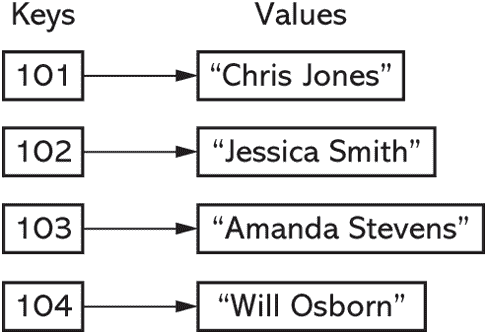 Keys Values
101 “Chris Jones”
102 “Jessica Smith”
103 “Amanda Stevens”
104 “Will Osborn”